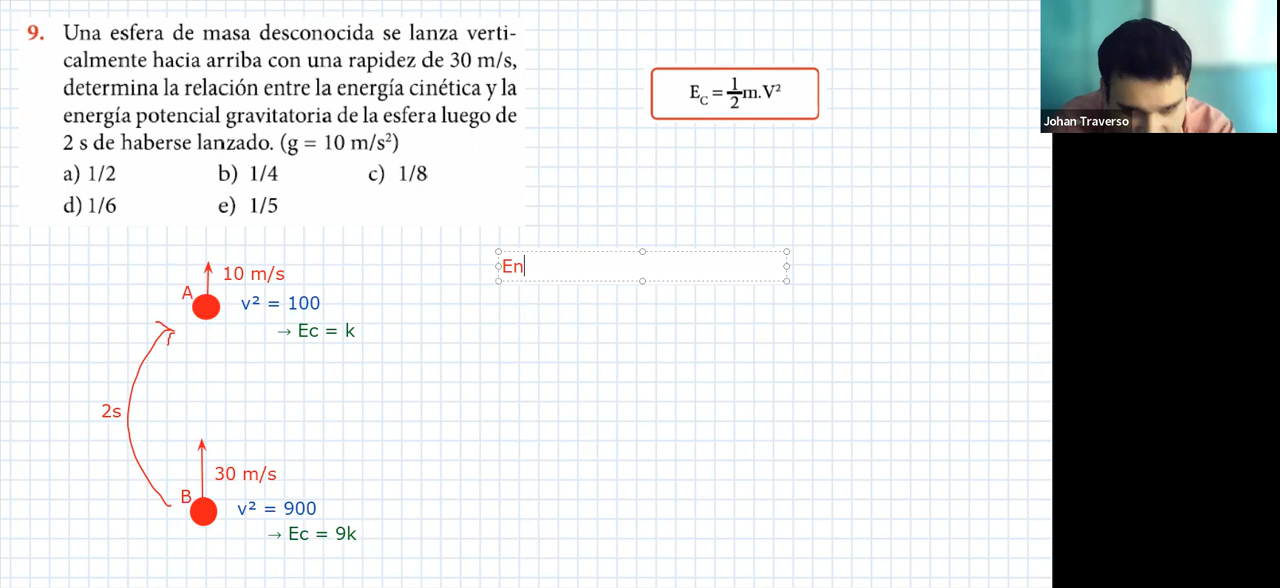 9. Una esfera de masa desconocida se lanza verti-
calmente hacia arriba con una rapidez de 30 m/s,
determina la relación entre la energía cinética y la
energía potencial gravitatoria de la esfera luego de
2 s de haberse lanzado. (g = 10 m/s²)
a) 1/2 b) 1/4 c) 1/8
d) 1/6 e) 1/5
E_C = 1/2 m.V²
Johan Traverso
En
10 m/s
A
v² = 100
→ Ec = k
2s
30 m/s
B
v² = 900
→ Ec = 9k